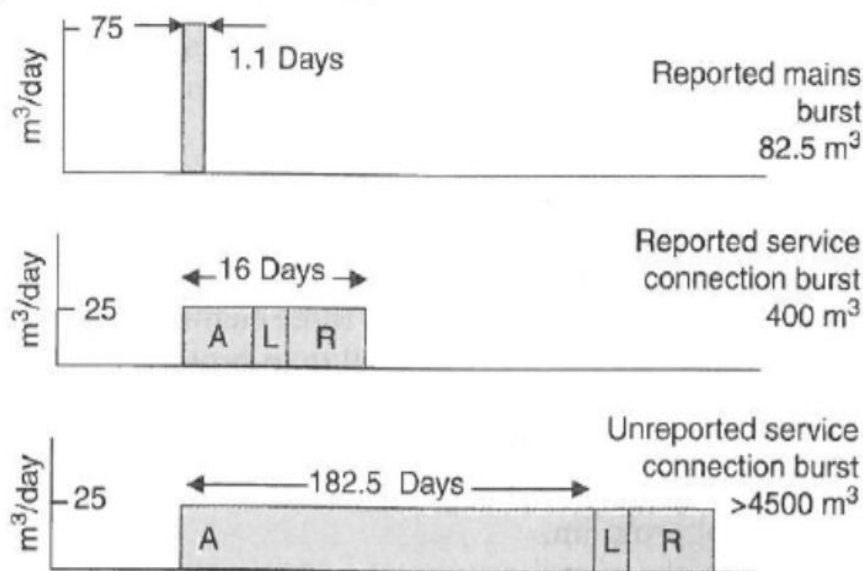 75
1.1 Days
m³/day
Reported mains
burst
82.5 m³
16 Days
m³/day
25
A L R
Reported service
connection burst
400 m³
182.5 Days
m³/day
25
A L R
Unreported service
connection burst
>4500 m³